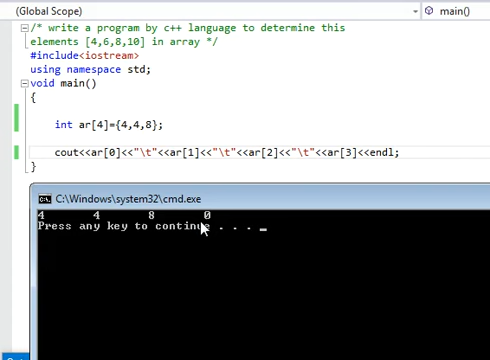 (Global Scope) main()
/* write a program by c++ language to determine this
elements [4,6,8,10] in array */
#include<iostream>
using namespace std;
void main()
{
int ar[4]={4,4,8};
cout<<ar[0]<<"\t"<<ar[1]<<"\t"<<ar[2]<<"\t"<<ar[3]<<endl;
}
C:\Windows\system32\cmd.exe
4 4 8 0
Press any key to continue . . . _